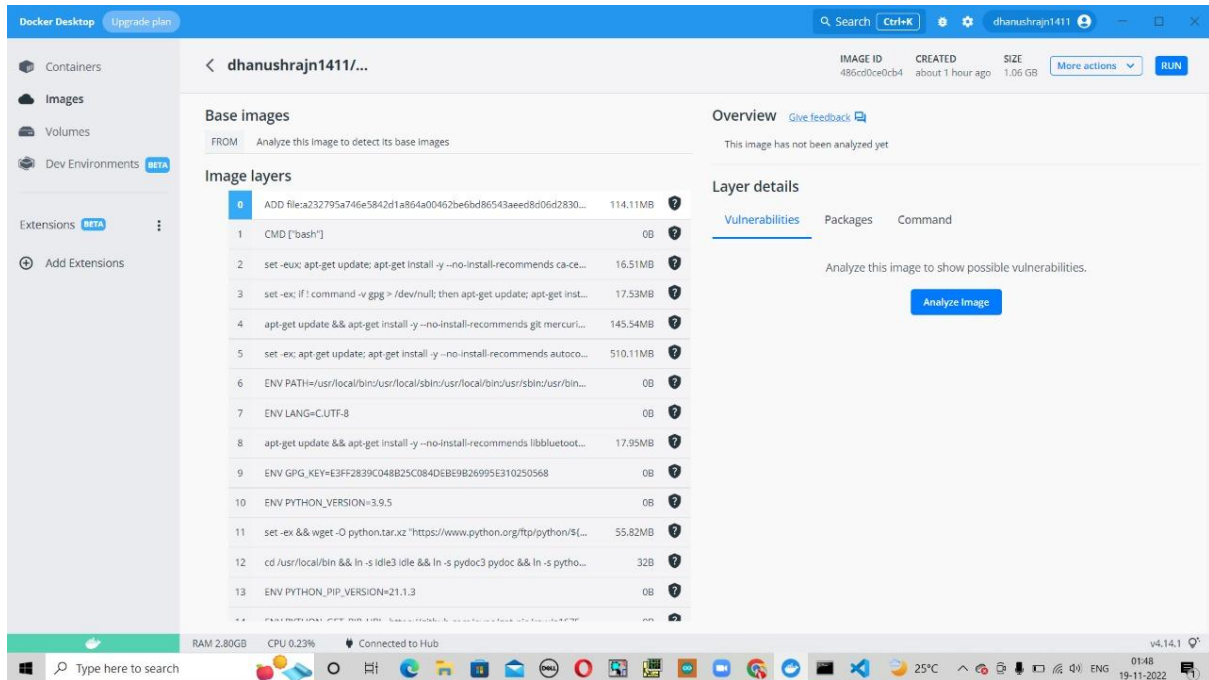 Docker Desktop Upgrade plan
Search Ctrl+K
dhanushrajn1411
Containers
Images
Volumes
Dev Environments BETA
Extensions BETA
Add Extensions
dhanushrajn1411/...
IMAGE ID CREATED SIZE
486cd0ce0cb4 about 1 hour ago 1.06 GB
More actions
RUN
Base images
FROM Analyze this image to detect its base images
Image layers
0 ADD file:a232795a746e5842d1a864a00462be6bd86543aeed8d06d2830... 114.11MB
1 CMD ["bash"] 0B
2 set -eux; apt-get update; apt-get install -y --no-install-recommends ca-ce... 16.51MB
3 set -ex; if ! command -v gpg > /dev/null; then apt-get update; apt-get inst... 17.53MB
4 apt-get update && apt-get install -y --no-install-recommends git mercuri... 145.54MB
5 set -ex; apt-get update; apt-get install -y --no-install-recommends autoco... 510.11MB
6 ENV PATH=/usr/local/bin:/usr/local/sbin:/usr/local/bin:/usr/sbin:/usr/bin... 0B
7 ENV LANG=C.UTF-8 0B
8 apt-get update && apt-get install -y --no-install-recommends libbluetoot... 17.95MB
9 ENV GPG_KEY=E3FF2839C048B25C084DEBE9B26995E310250568 0B
10 ENV PYTHON_VERSION=3.9.5 0B
11 set -ex && wget -O python.tar.xz "https://www.python.org/ftp/python/${... 55.82MB
12 cd /usr/local/bin && ln -s idle3 idle && ln -s pydoc3 pydoc && ln -s pytho... 32B
13 ENV PYTHON_PIP_VERSION=21.1.3 0B
Overview Give feedback
This image has not been analyzed yet
Layer details
Vulnerabilities Packages Command
Analyze this image to show possible vulnerabilities.
Analyze Image
RAM 2.80GB CPU 0.23% Connected to Hub
v4.14.1
Type here to search
DELL
25°C
ENG
01:48
19-11-2022